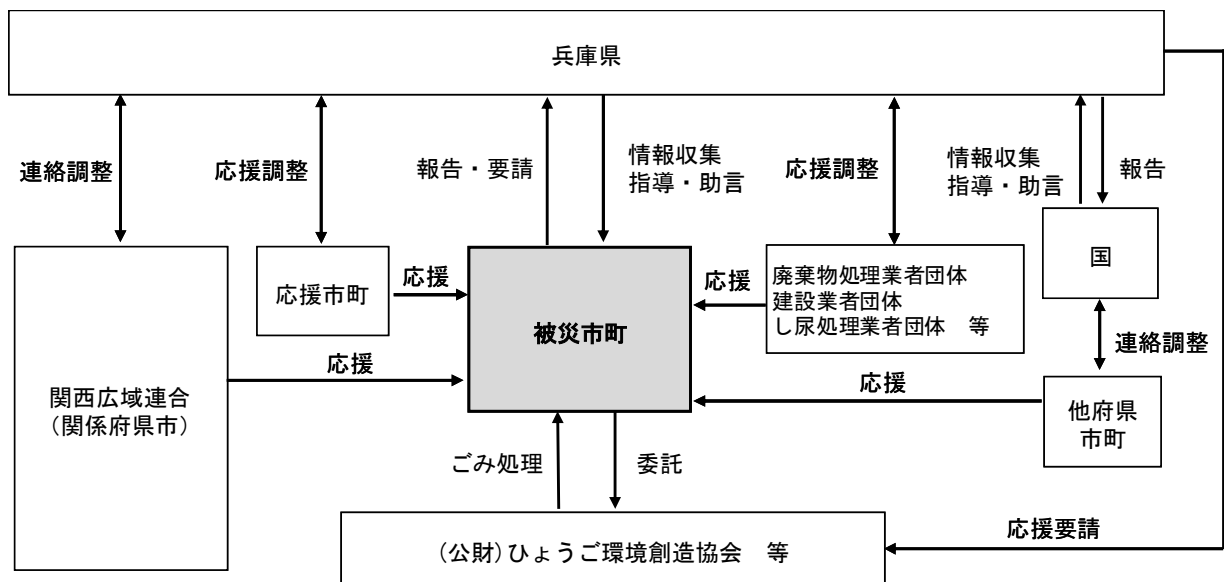 兵庫県
連絡調整
応援調整
報告・要請
情報収集
指導・助言
応援調整
情報収集
指導・助言
報告
関西広域連合
（関係府県市）
応援市町
応援
応援
被災市町
応援
廃棄物処理業者団体
建設業者団体
し尿処理業者団体　等
国
連絡調整
応援
他府県
市町
ごみ処理
委託
(公財)ひょうご環境創造協会　等
応援要請